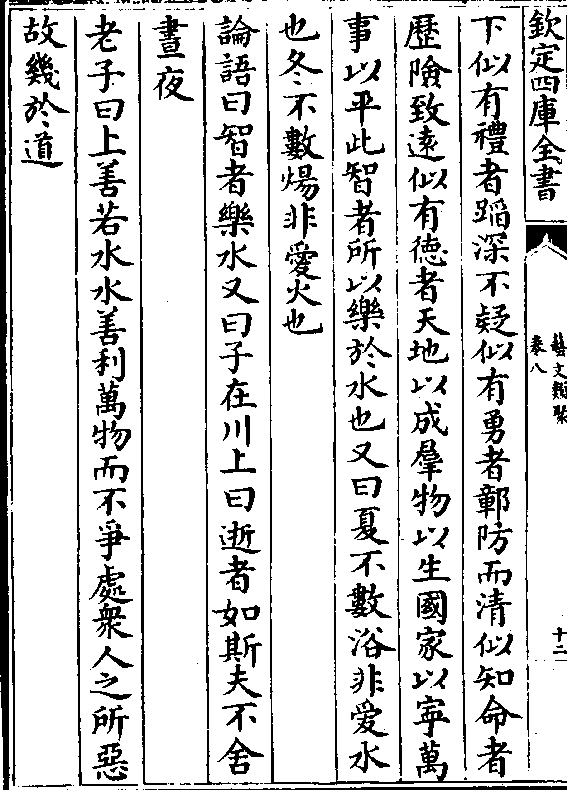 欽定四庫全書
藝文類聚
卷八
十二
下似有禮者蹈深不疑似有勇者鄣防而清似知命者
歷險致遠似有德者天地以成羣物以生國家以寧萬
事以平此智者所以樂於水也又曰夏不數浴非愛水
也冬不數煬非愛火也
論語曰智者樂水又曰子在川上曰逝者如斯夫不舍
晝夜
老子曰上善若水水善利萬物而不爭處衆人之所惡
故幾於道